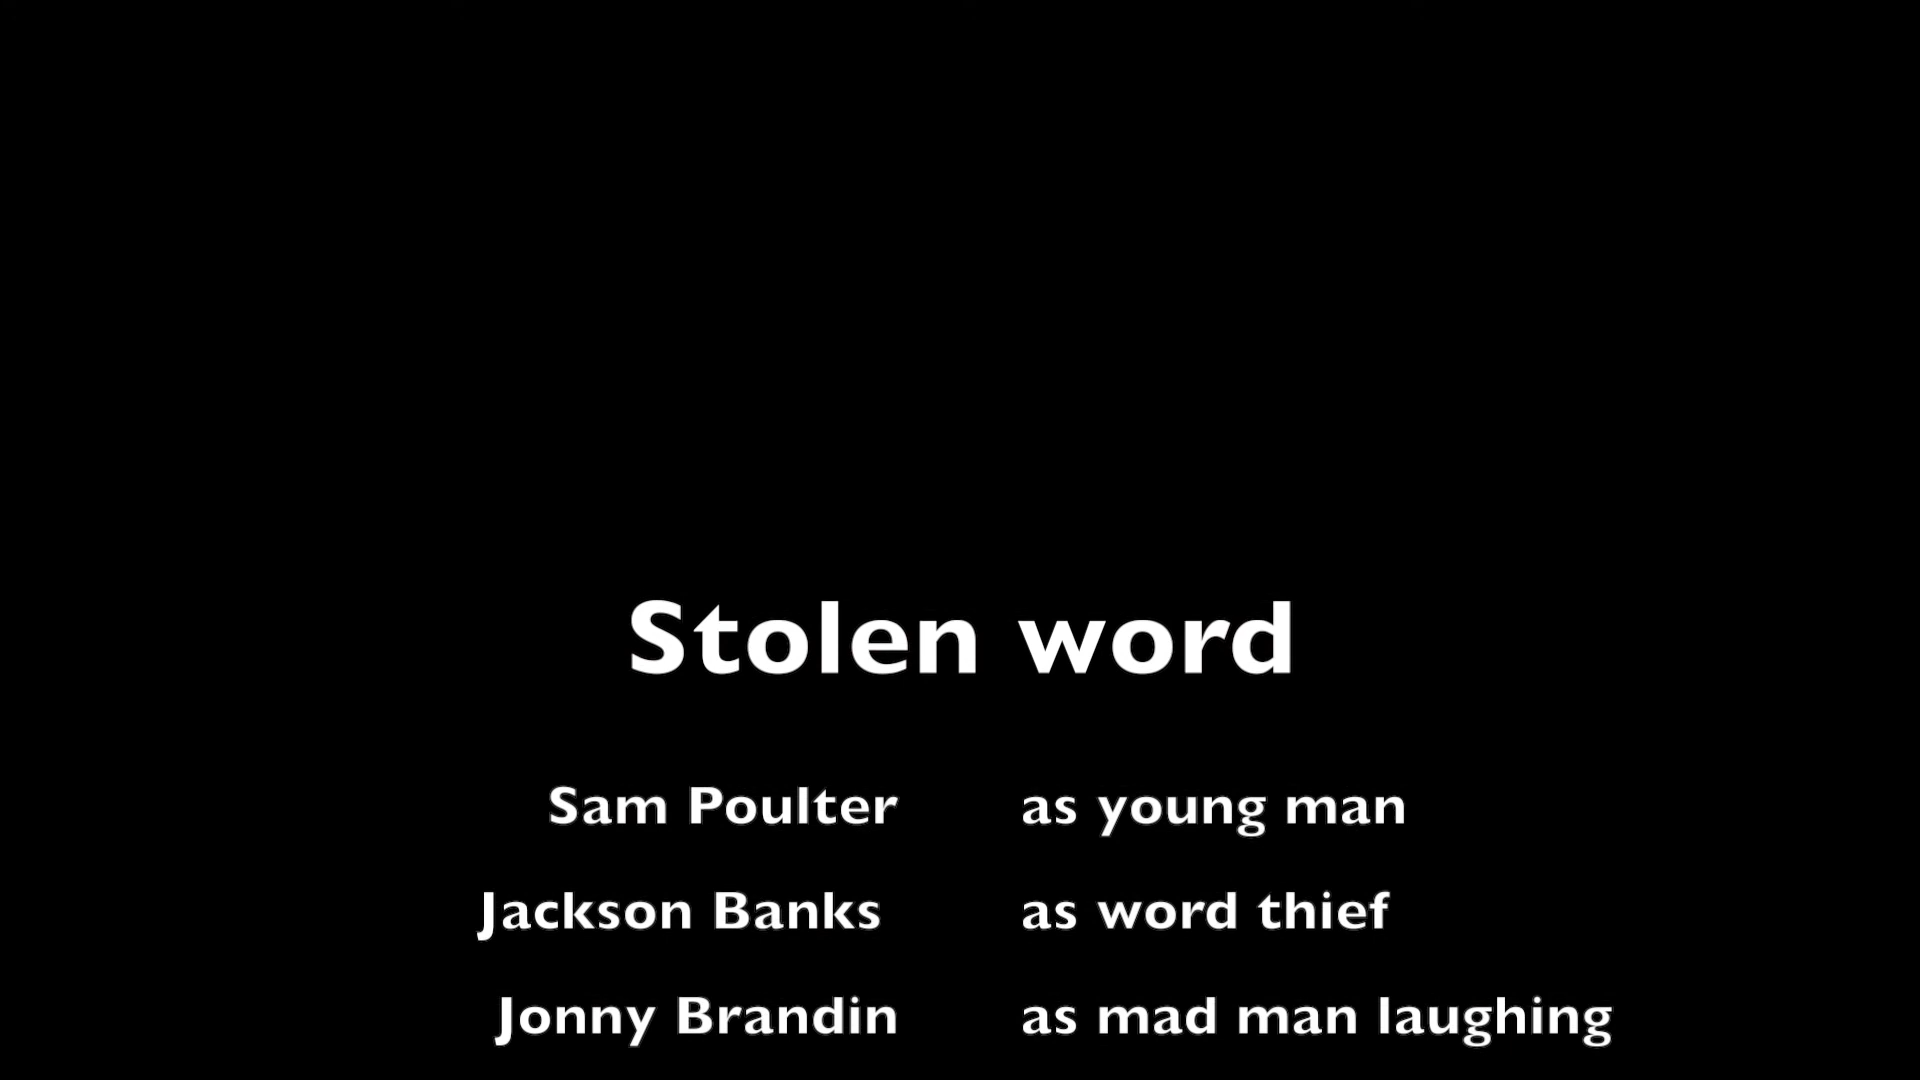 Stolen word
Sam Poulter as young man
Jackson Banks as word thief
Jonny Brandin as mad man laughing